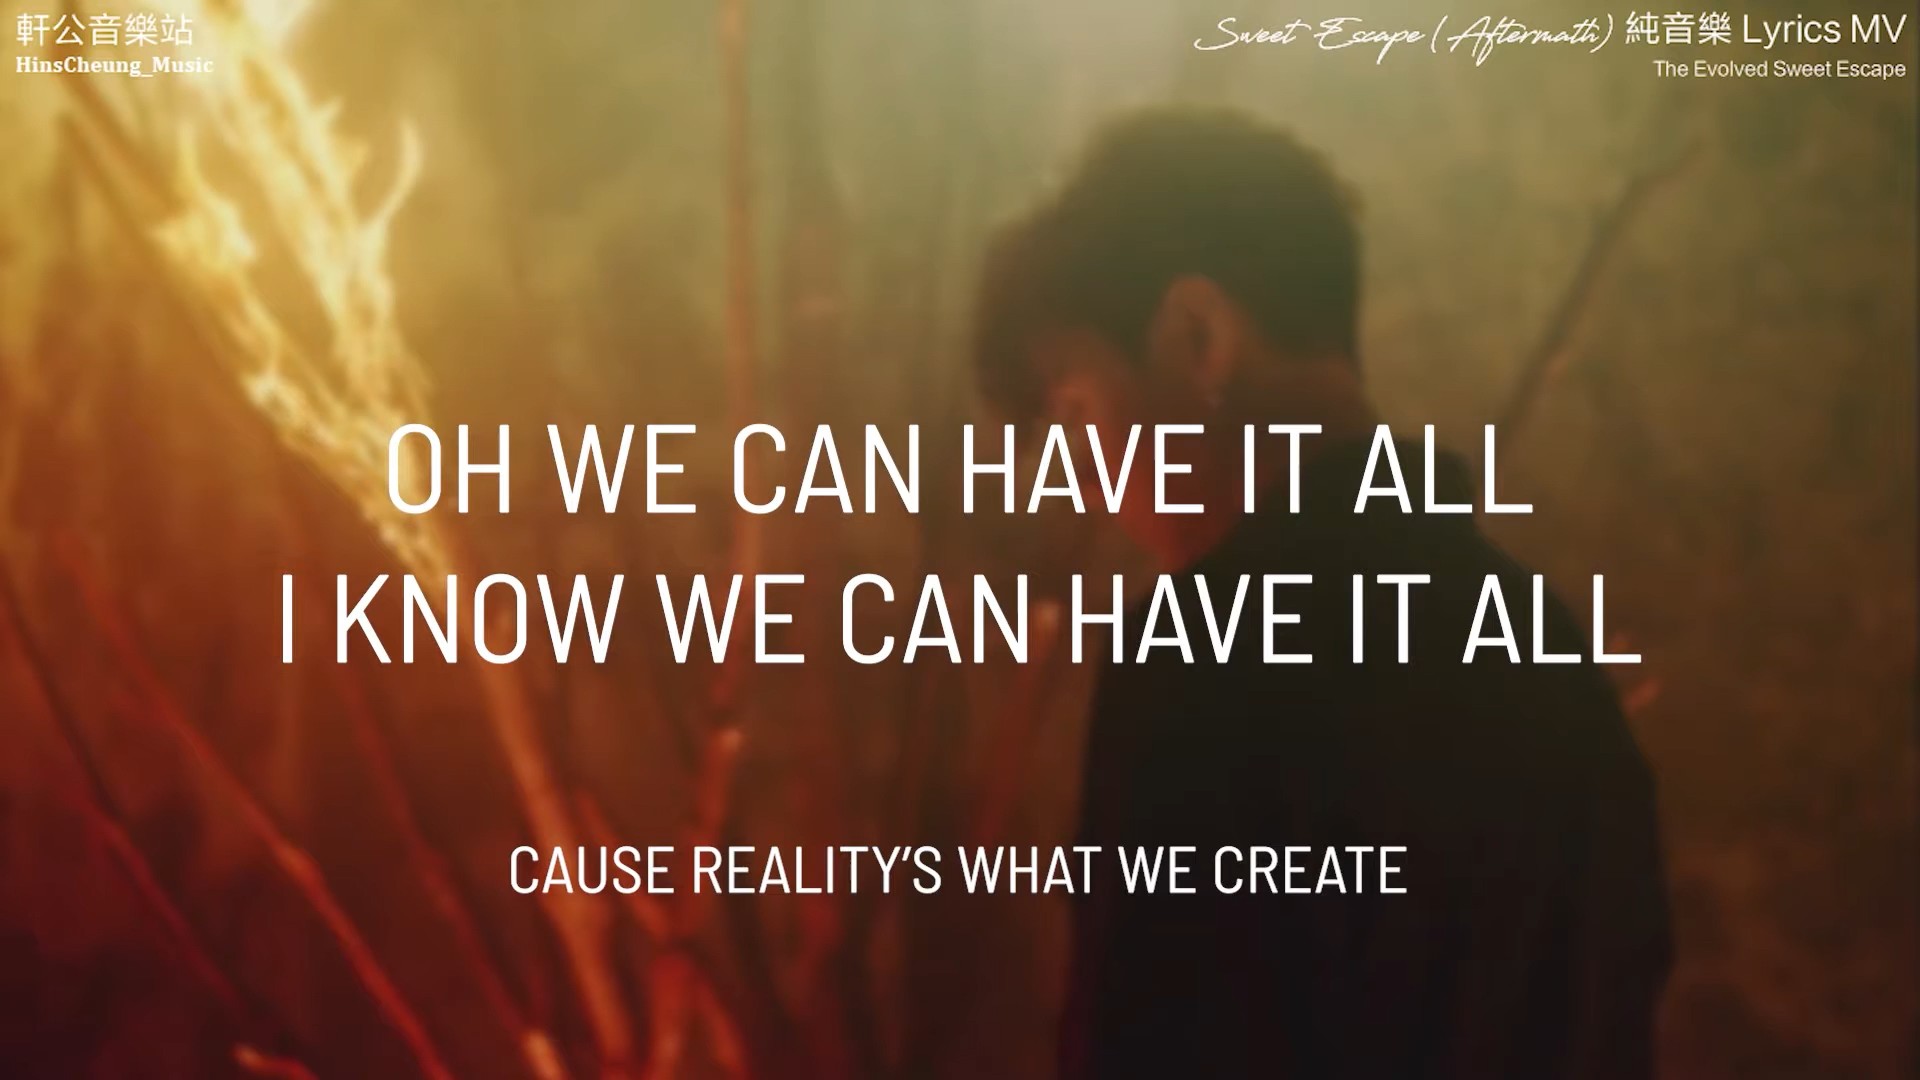 軒公音樂站
HinsCheung_Music
Sweet Escape (Aftermath) 純音樂 Lyrics MV
The Evolved Sweet Escape
OH WE CAN HAVE IT ALL
I KNOW WE CAN HAVE IT ALL
CAUSE REALITY’S WHAT WE CREATE